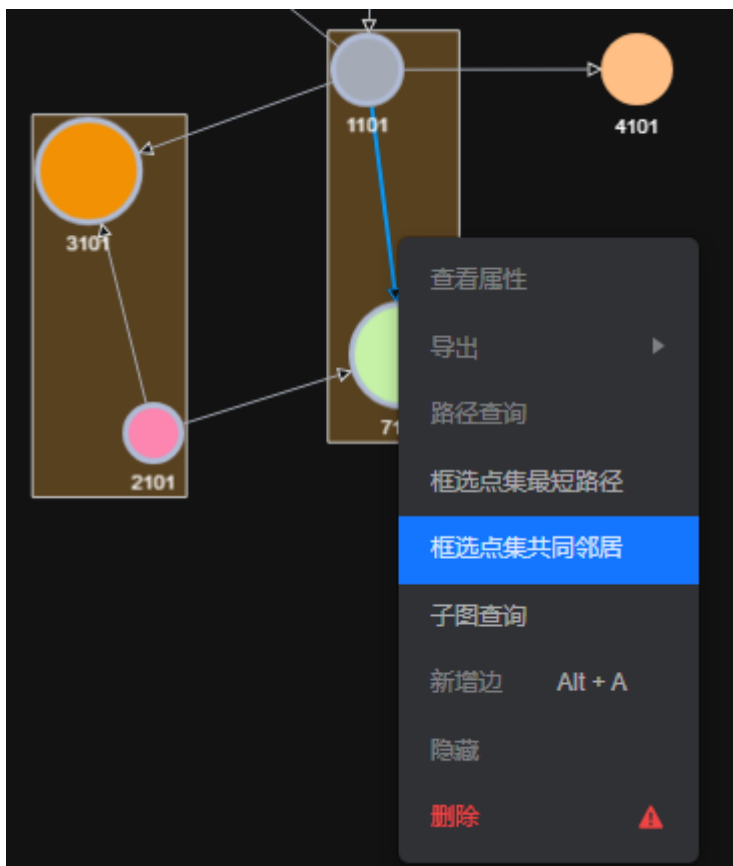 1101
4101
3101
2101
查看属性
导出
路径查询
框选点集最短路径
框选点集共同邻居
子图查询
新增边 Alt + A
隐藏
删除